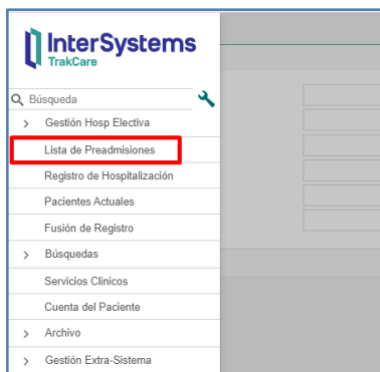 InterSystems
TrakCare
Búsqueda
Gestión Hosp Electiva
Lista de Preadmisiones
Registro de Hospitalización
Pacientes Actuales
Fusión de Registro
Búsquedas
Servicios Clínicos
Cuenta del Paciente
Archivo
Gestión Extra-Sistema